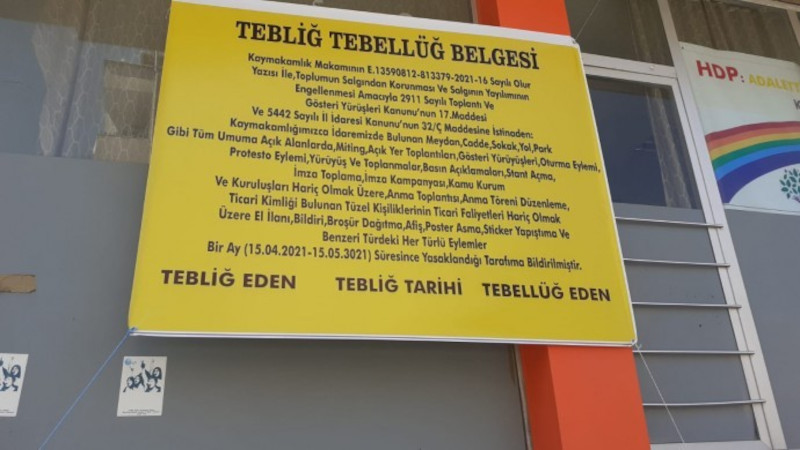 TEBLİĞ TEBELLÜĞ BELGESİ
Kaymakamlık Makamının E.13590812-813379-2021-16 Sayılı Olur
Yazısı İle,Toplumun Salgından Korunması Ve Salgının Yayılımının
Engellenmesi Amacıyla 2911 Sayılı Toplantı Ve
Gösteri Yürüşleri Kanunu'nun 17.Maddesi
Ve 5442 Sayılı İl İdaresi Kanunu'nun 32/Ç Maddesine İstinaden:
Kaymakamlığımızca İdaremizde Bulunan Meydan,Cadde,Sokak,Yol,Park
Gibi Tüm Umuma Açık Alanlarda,Miting,Açık Yer Toplantıları,Gösteri Yürüyüşleri,Oturma Eylemi,
Protesto Eylemi,Yürüyüş Ve Toplanmalar,Basın Açıklamaları,Stant Açma,
İmza Toplama,İmza Kampanyası,Kamu Kurum
Ve Kuruluşları Hariç Olmak Üzere,Anma Toplantısı,Anma Töreni Düzenleme,
Ticari Kimliği Bulunan Tüzel Kişiliklerinin Ticari Faliyetleri Hariç Olmak
Üzere El İlanı,Bildiri,Broşür Dağıtma,Afiş,Poster Asma,Sticker Yapıştıma Ve
Benzeri Türdeki Her Türlü Eylemler
Bir Ay (15.04.2021-15.05.3021) Süresince Yasaklandığı Tarafıma Bildirilmiştir.
TEBLİĞ EDEN TEBLİĞ TARİHİ TEBELLÜĞ EDEN
HDP: ADALET